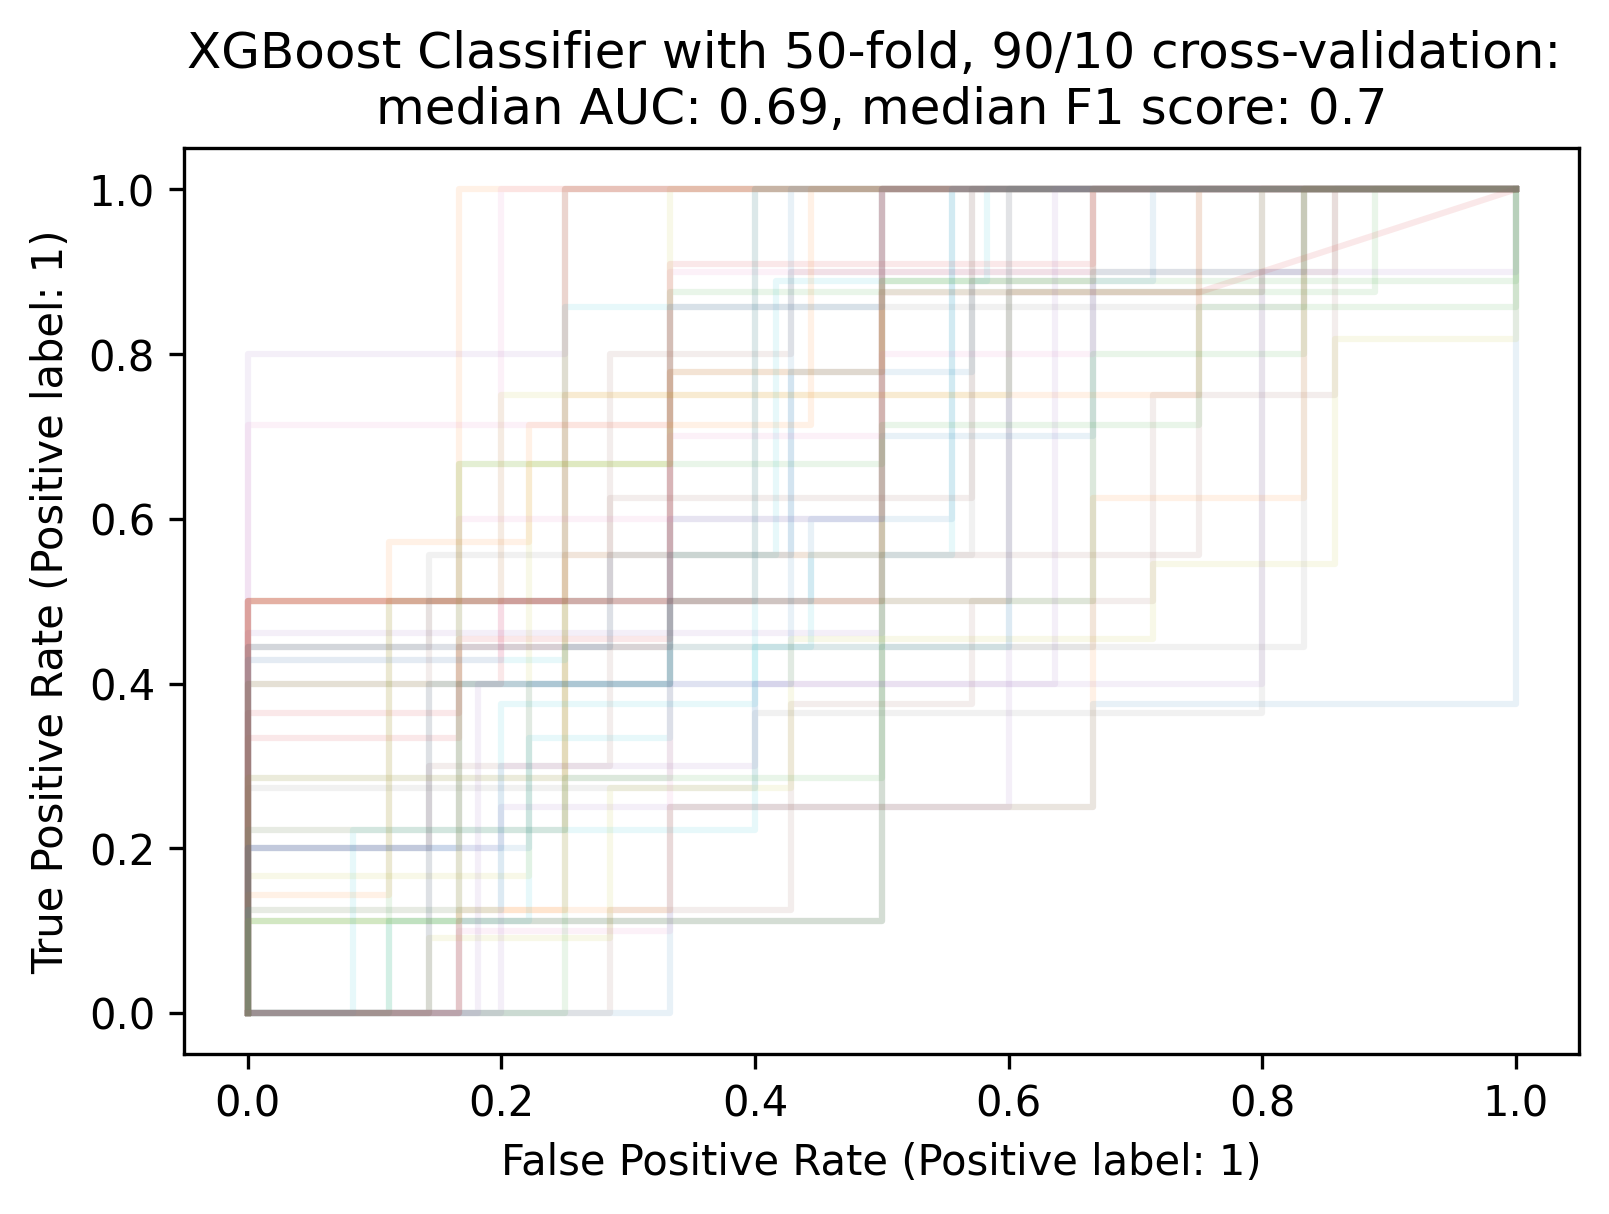 XGBoost Classifier with 50-fold, 90/10 cross-validation:
median AUC: 0.69, median F1 score: 0.7
1.0
0.8
0.6
0.4
0.2
0.0
True Positive Rate (Positive label: 1)
0.0 0.2 0.4 0.6 0.8 1.0
False Positive Rate (Positive label: 1)